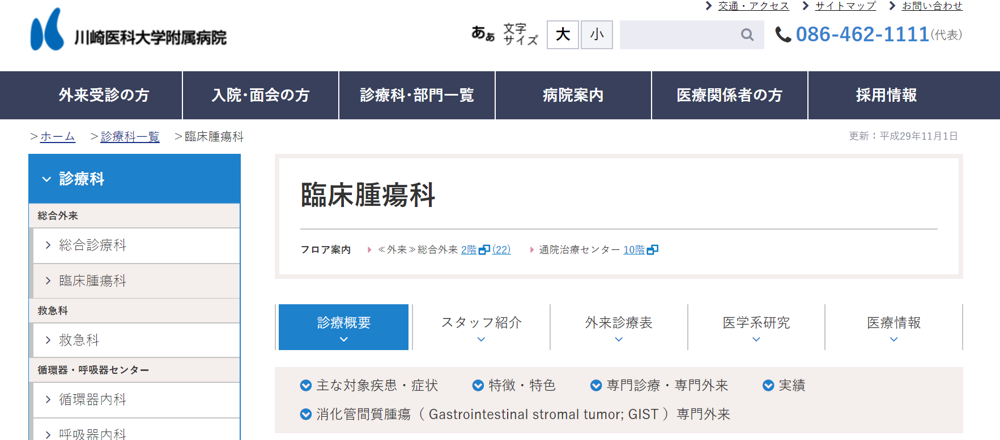 交通・アクセス サイトマップ お問い合わせ
川崎医科大学附属病院
あぁ 文字サイズ 大 小 086-462-1111(代表)
外来受診の方 入院・面会の方 診療科・部門一覧 病院案内 医療関係者の方 採用情報
>ホーム >診療科一覧 >臨床腫瘍科 更新：平成29年11月1日
診療科
総合外来
総合診療科
臨床腫瘍科
救急科
救急科
循環器・呼吸器センター
循環器内科
呼吸器内科
臨床腫瘍科
フロア案内 ≪外来≫総合外来 2階(22) 通院治療センター 10階
診療概要 スタッフ紹介 外来診療表 医学系研究 医療情報
主な対象疾患・症状 特徴・特色 専門診療・専門外来 実績
消化管間質腫瘍（ Gastrointestinal stromal tumor; GIST ）専門外来